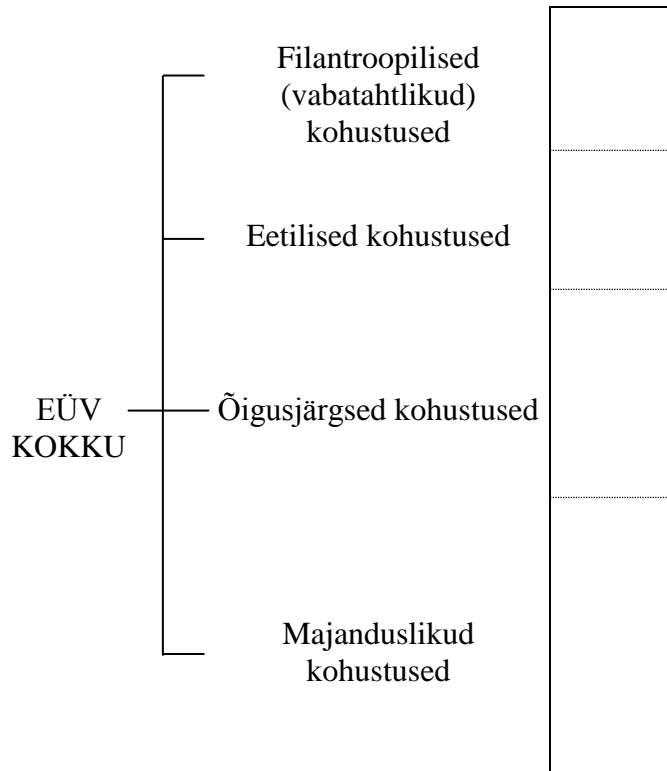 Filantroopilised
(vabatahtlikud)
kohustused
Eetilised kohustused
EÜV
KOKKU
Õigusjärgsed kohustused
Majanduslikud
kohustused